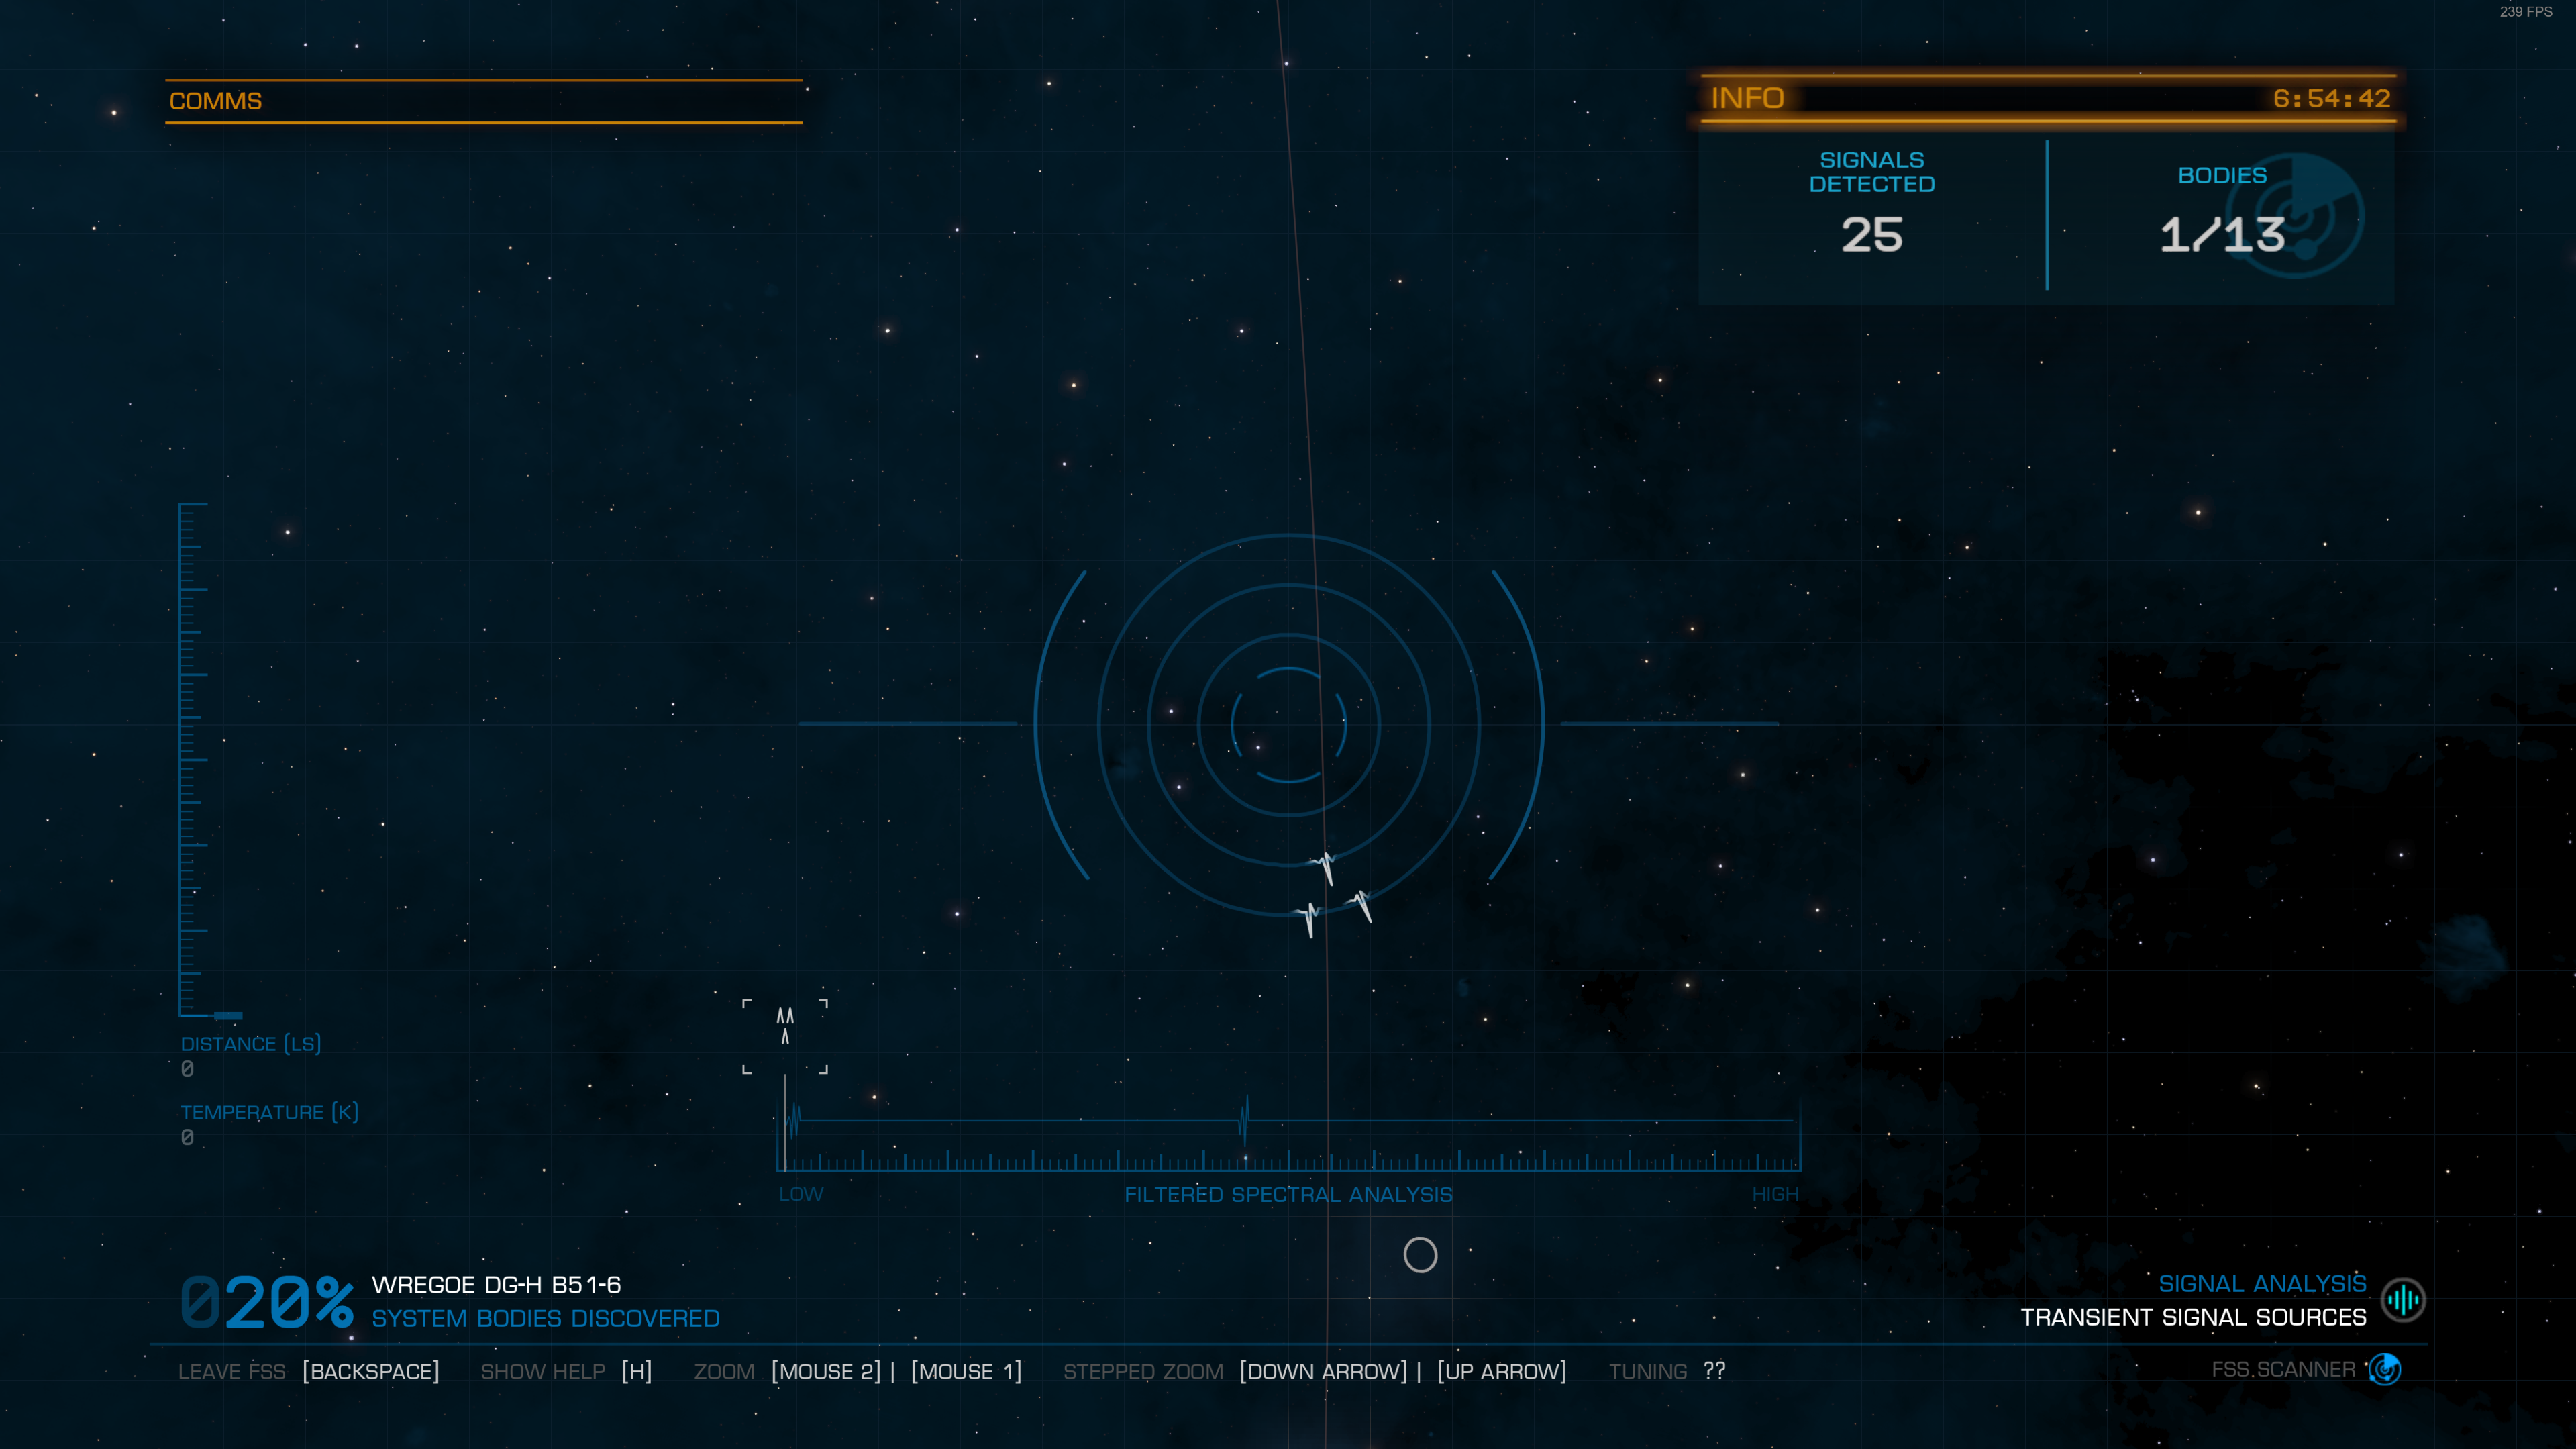 239 FPS
COMMS
INFO 6:54:42
SIGNALS
DETECTED
25
BODIES
1/13
DISTANCE (LS)
0
TEMPERATURE (K)
0
LOW FILTERED SPECTRAL ANALYSIS HIGH
020% WREGOE DG-H B51-6
SYSTEM BODIES DISCOVERED
SIGNAL ANALYSIS
TRANSIENT SIGNAL SOURCES
LEAVE FSS [BACKSPACE] SHOW HELP [H] ZOOM [MOUSE 2] | [MOUSE 1] STEPPED ZOOM [DOWN ARROW] | [UP ARROW] TUNING ??
FSS SCANNER